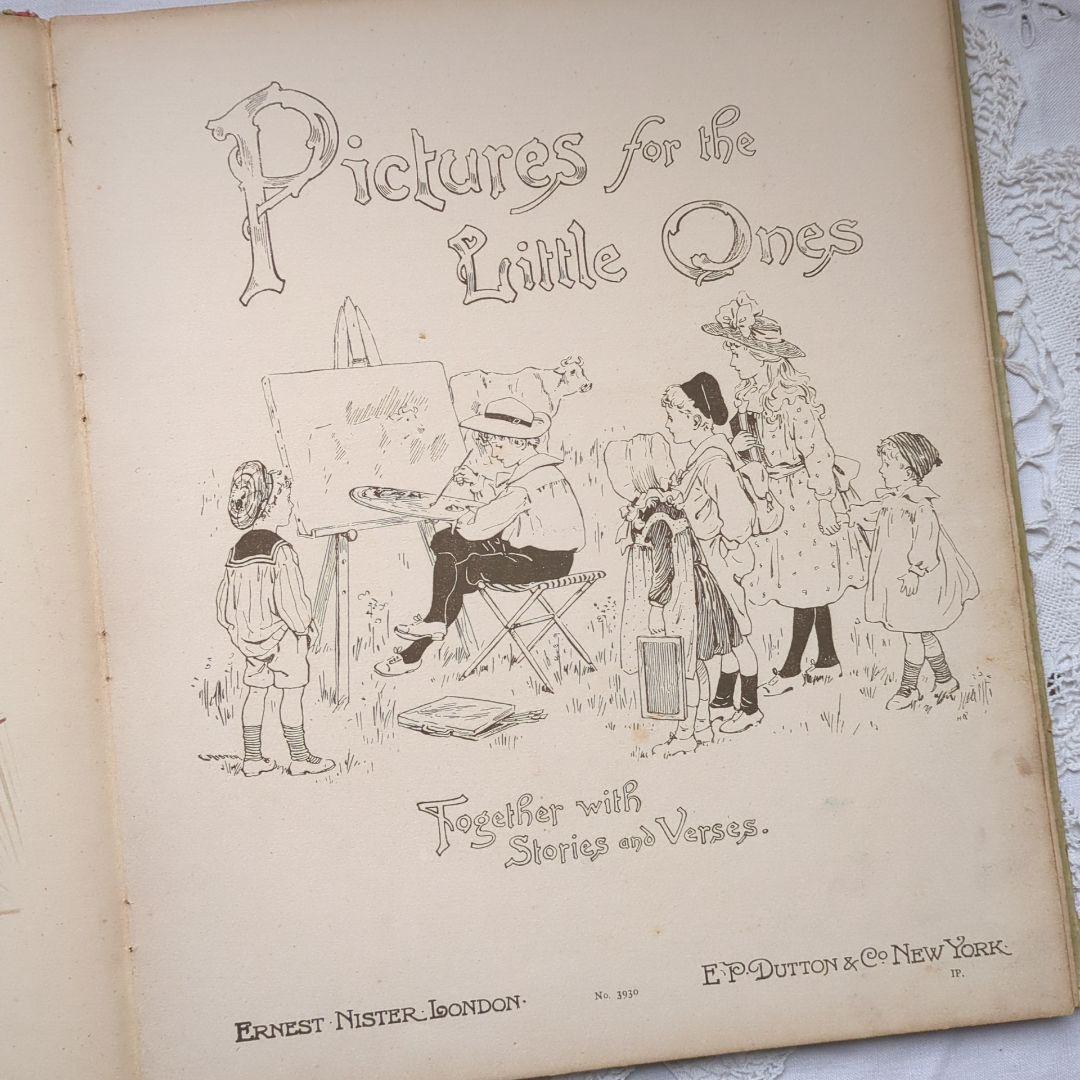 Pictures for the
Little Ones
Together with
Stories and Verses.
ERNEST · NISTER · LONDON ·
No. 3930
E · P · DUTTON & Co NEW YORK ·
IP.